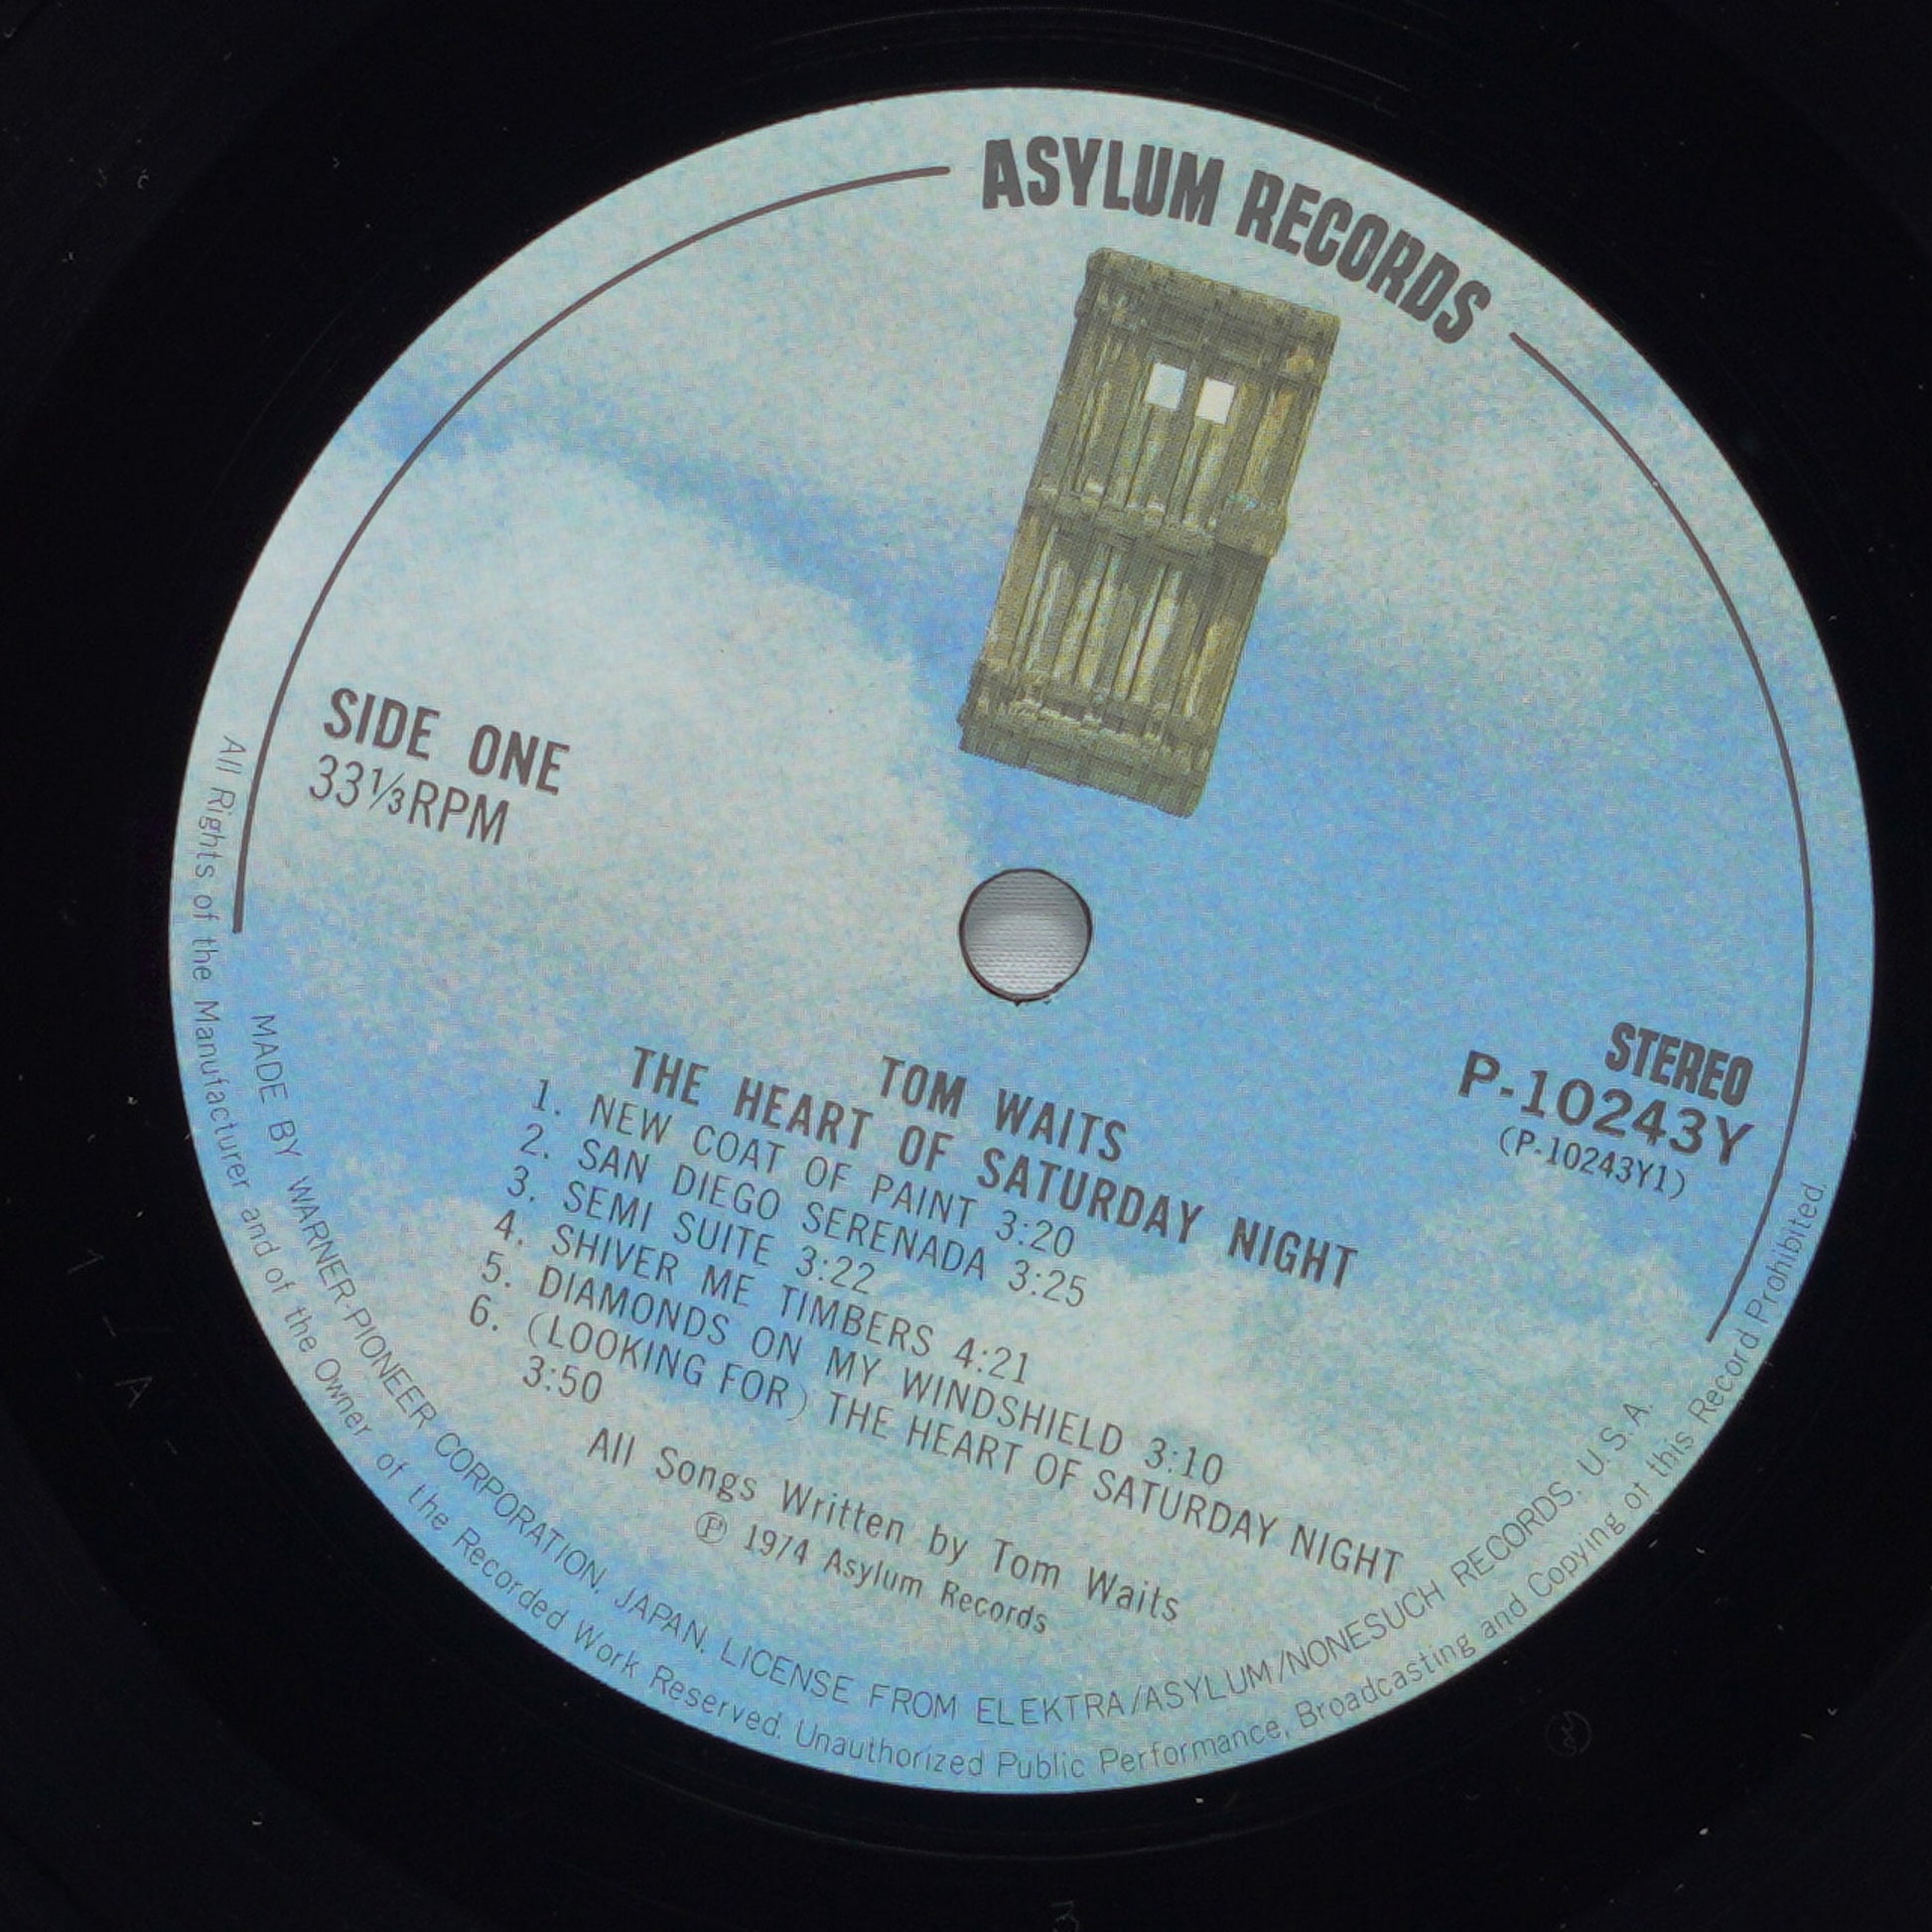 ASYLUM RECORDS
SIDE ONE
33⅓RPM
STEREO
P-10243Y
(P-10243Y1)
TOM WAITS
THE HEART OF SATURDAY NIGHT
1. NEW COAT OF PAINT 3:20
2. SAN DIEGO SERENADA 3:25
3. SEMI SUITE 3:22
4. SHIVER ME TIMBERS 4:21
5. DIAMONDS ON MY WINDSHIELD 3:10
6. (LOOKING FOR) THE HEART OF SATURDAY NIGHT
3:50
All Songs Written by Tom Waits
Ⓟ 1974 Asylum Records
MADE BY WARNER-PIONEER CORPORATION, JAPAN. LICENSE FROM ELEKTRA/ASYLUM/NONESUCH RECORDS. U.S.A.
All Rights of the Manufacturer and of the Owner of the Recorded Work Reserved. Unauthorized Public Performance, Broadcasting and Copying of this Record Prohibited.